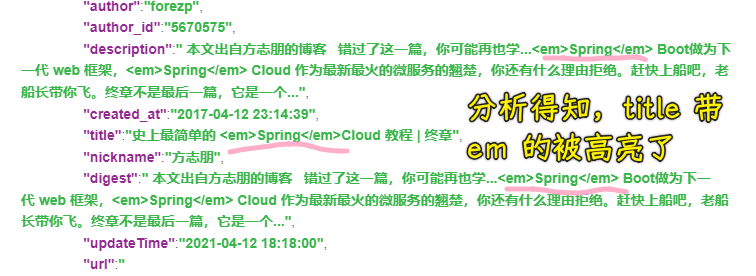 "author":"forezp",
"author_id":"5670575",
"description":" 本文出自方志朋的博客   错过了这一篇，你可能再也学...<em>Spring</em> Boot做为下
一代 web 框架，<em>Spring</em> Cloud 作为最新最火的微服务的翘楚，你还有什么理由拒绝。赶快上船吧，老
船长带你飞。终章不是最后一篇，它是一个...",
"created_at":"2017-04-12 23:14:39",
"title":"史上最简单的 <em>Spring</em>Cloud 教程 | 终章",
"nickname":"方志朋",
"digest":" 本文出自方志朋的博客   错过了这一篇，你可能再也学...<em>Spring</em> Boot做为下一
代 web 框架，<em>Spring</em> Cloud 作为最新最火的微服务的翘楚，你还有什么理由拒绝。赶快上船吧，老船
长带你飞。终章不是最后一篇，它是一个...",
"updateTime":"2021-04-12 18:18:00",
"url":"
分析得知，title 带
em 的被高亮了